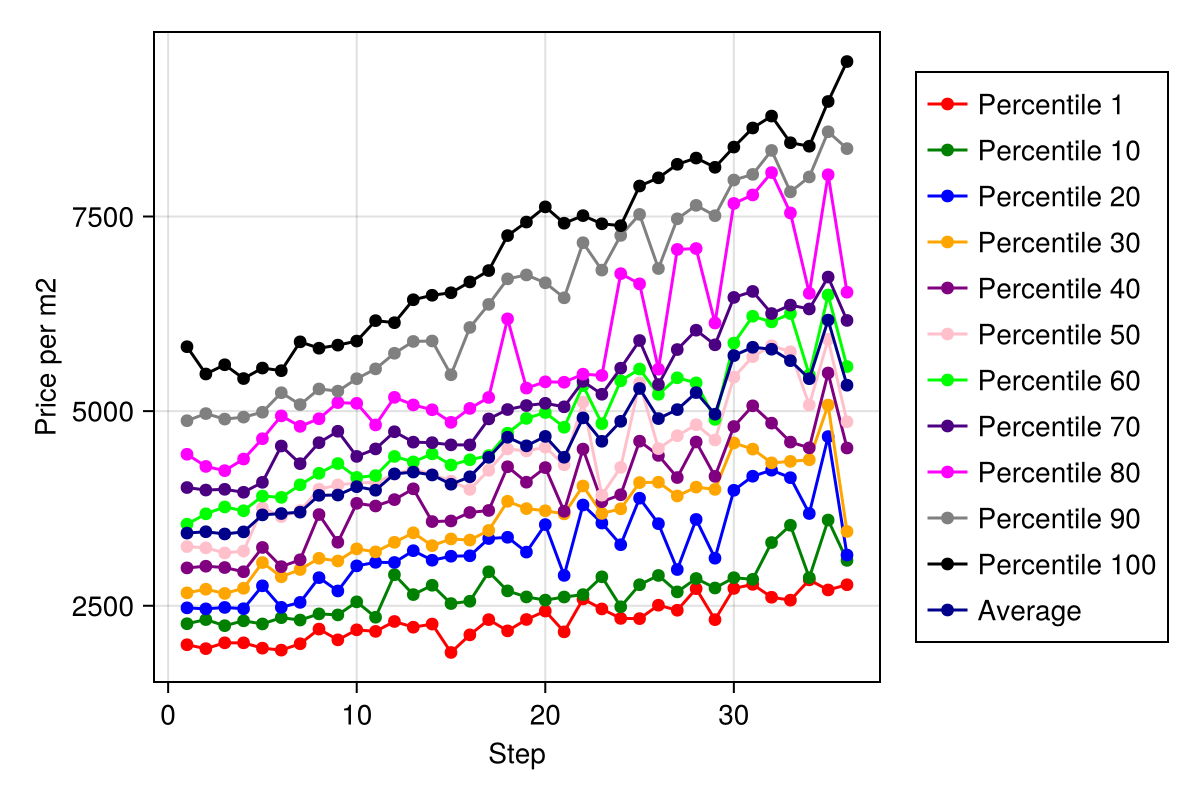 Price per m2
7500
5000
2500
0 10 20 30
Step
Percentile 1
Percentile 10
Percentile 20
Percentile 30
Percentile 40
Percentile 50
Percentile 60
Percentile 70
Percentile 80
Percentile 90
Percentile 100
Average